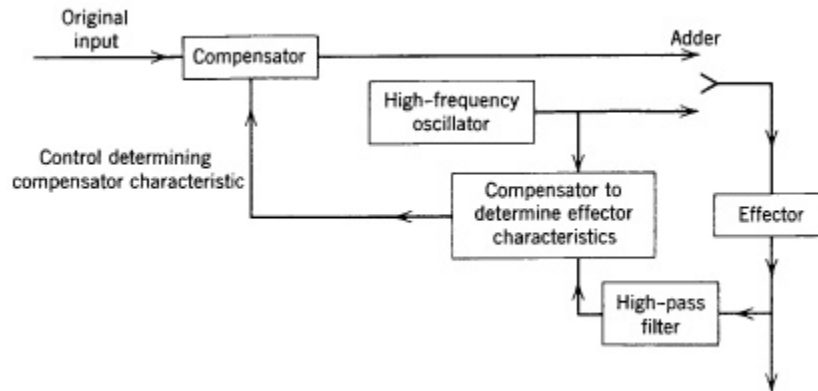 Original
input
Compensator
Adder
High-frequency
oscillator
Control determining
compensator characteristic
Compensator to
determine effector
characteristics
Effector
High-pass
filter